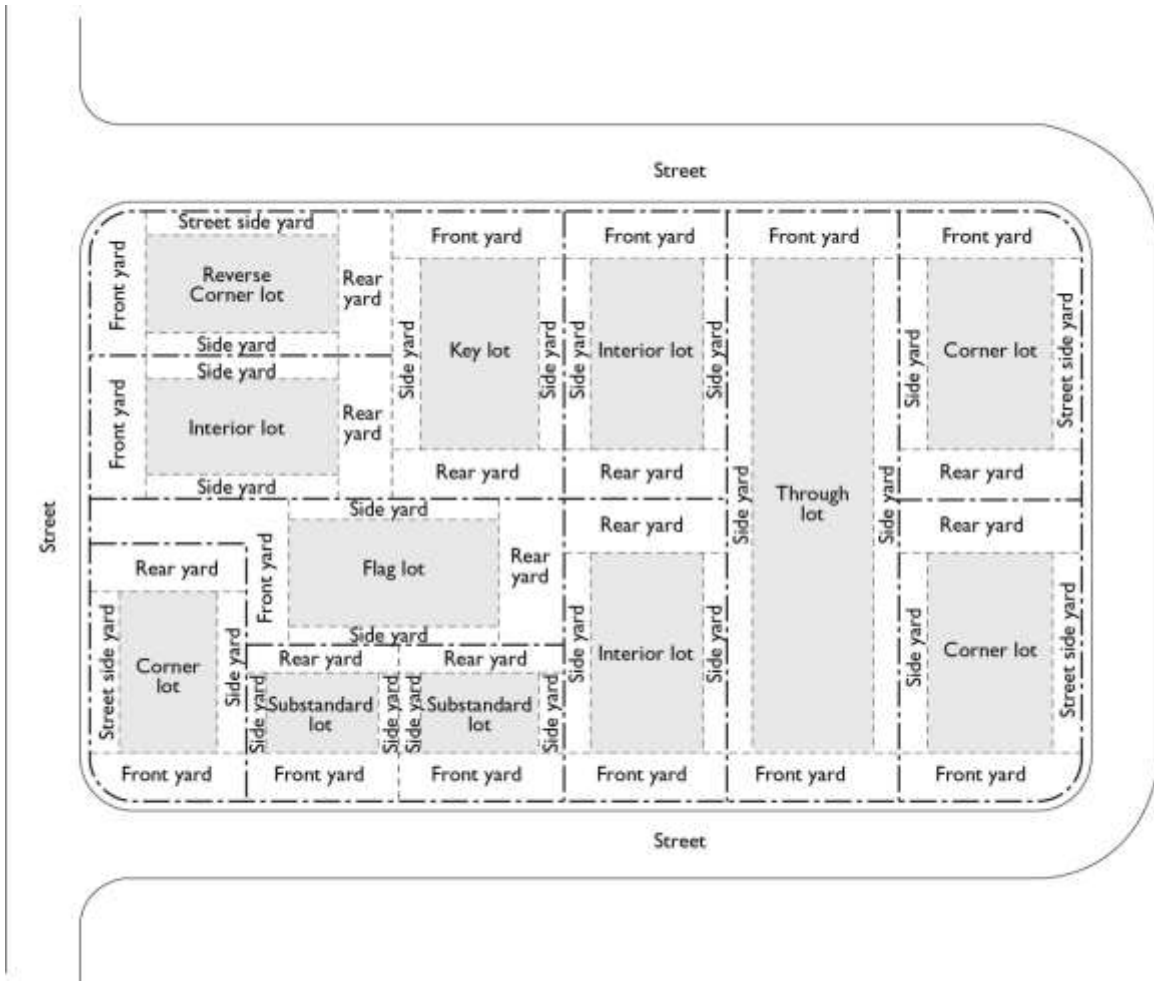 Street
Street side yard
Front yard
Reverse
Corner lot
Rear
yard
Side yard
Front yard
Side yard
Key lot
Side yard
Rear yard
Front yard
Side yard
Interior lot
Side yard
Rear yard
Front yard
Side yard
Through
lot
Side yard
Front yard
Front yard
Side yard
Corner lot
Street side yard
Rear yard
Front yard
Side yard
Interior lot
Rear
yard
Side yard
Street
Side yard
Front yard
Flag lot
Rear
yard
Side yard
Rear yard
Street side yard
Corner
lot
Side yard
Front yard
Rear yard
Side yard
Substandard
lot
Side yard
Front yard
Rear yard
Side yard
Substandard
lot
Side yard
Front yard
Rear yard
Side yard
Interior lot
Side yard
Front yard
Rear yard
Side yard
Corner lot
Street side yard
Front yard
Street